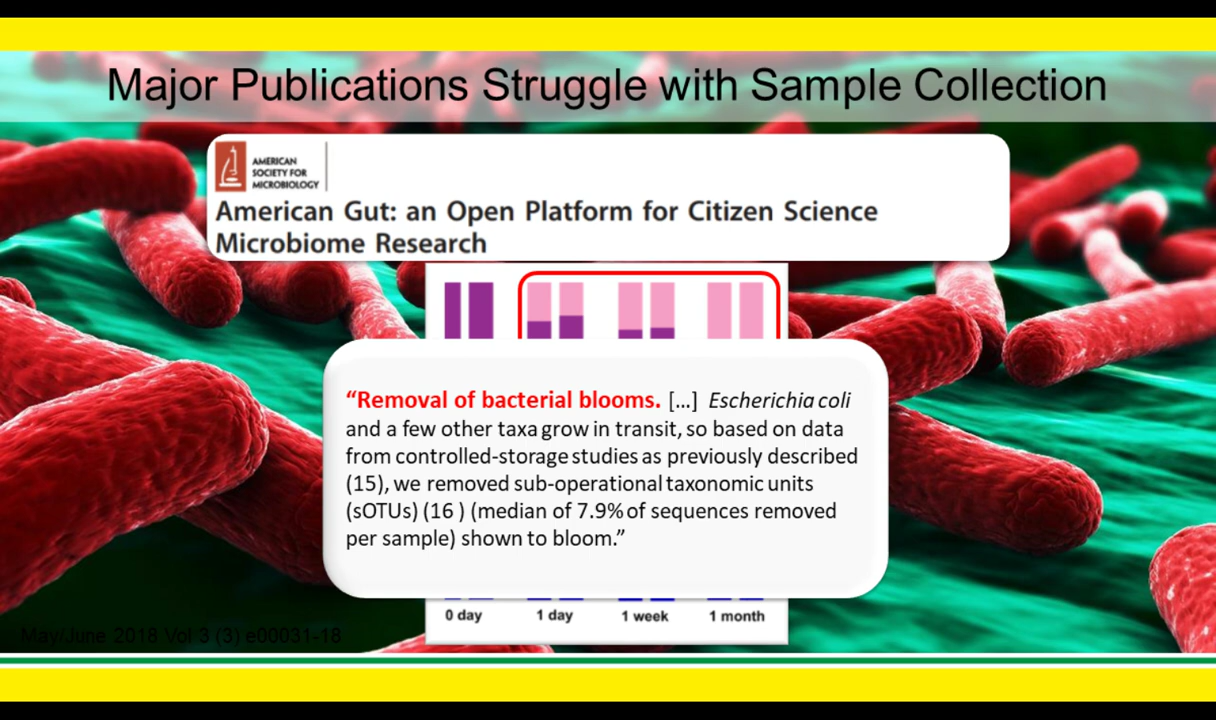 Major Publications Struggle with Sample Collection
AMERICAN
SOCIETY FOR
MICROBIOLOGY
American Gut: an Open Platform for Citizen Science
Microbiome Research
“Removal of bacterial blooms. [...] Escherichia coli
and a few other taxa grow in transit, so based on data
from controlled-storage studies as previously described
(15), we removed sub-operational taxonomic units
(sOTUs) (16 ) (median of 7.9% of sequences removed
per sample) shown to bloom.”
0 day 1 day 1 week 1 month
May/June 2018 Vol 3 (3) e00031-18